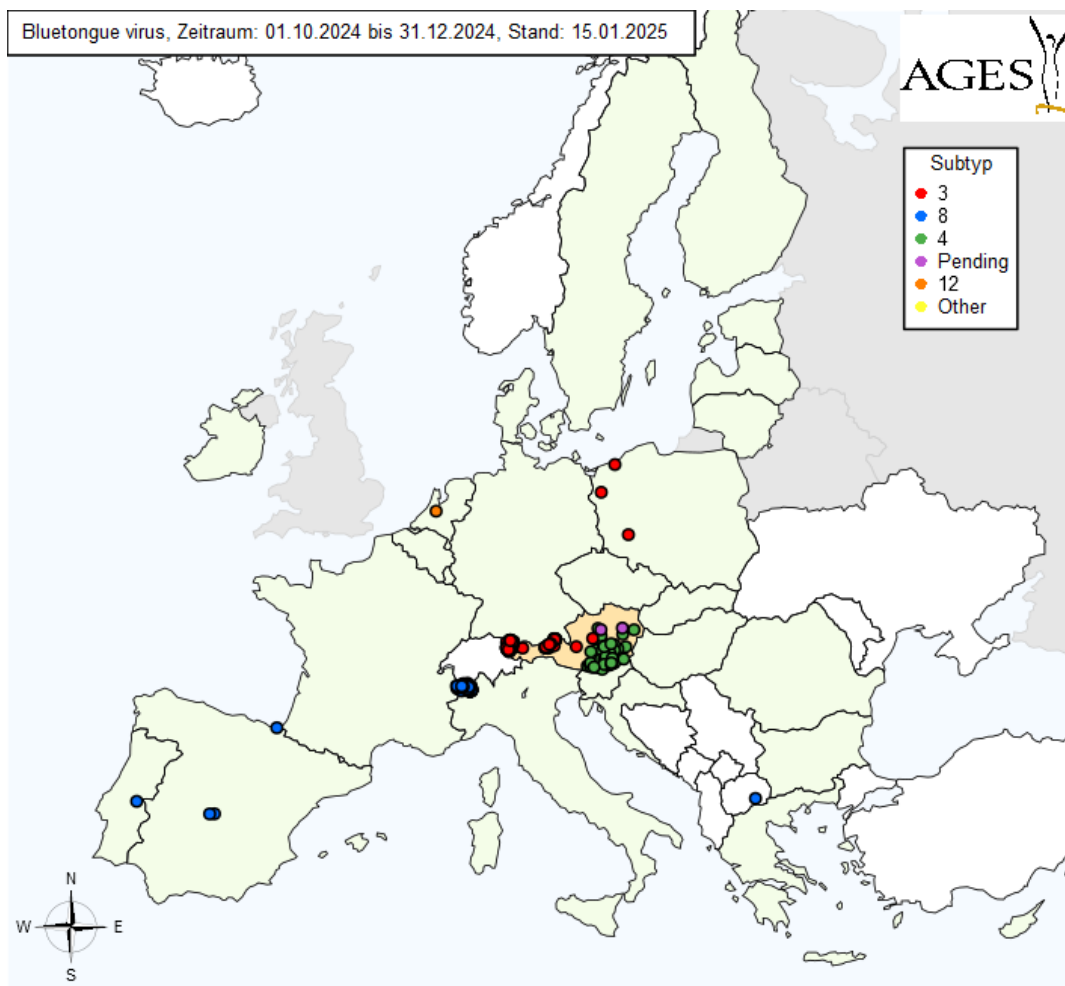 Bluetongue virus, Zeitraum: 01.10.2024 bis 31.12.2024, Stand: 15.01.2025
AGES
Subtyp
3
8
4
Pending
12
Other
N
W E
S